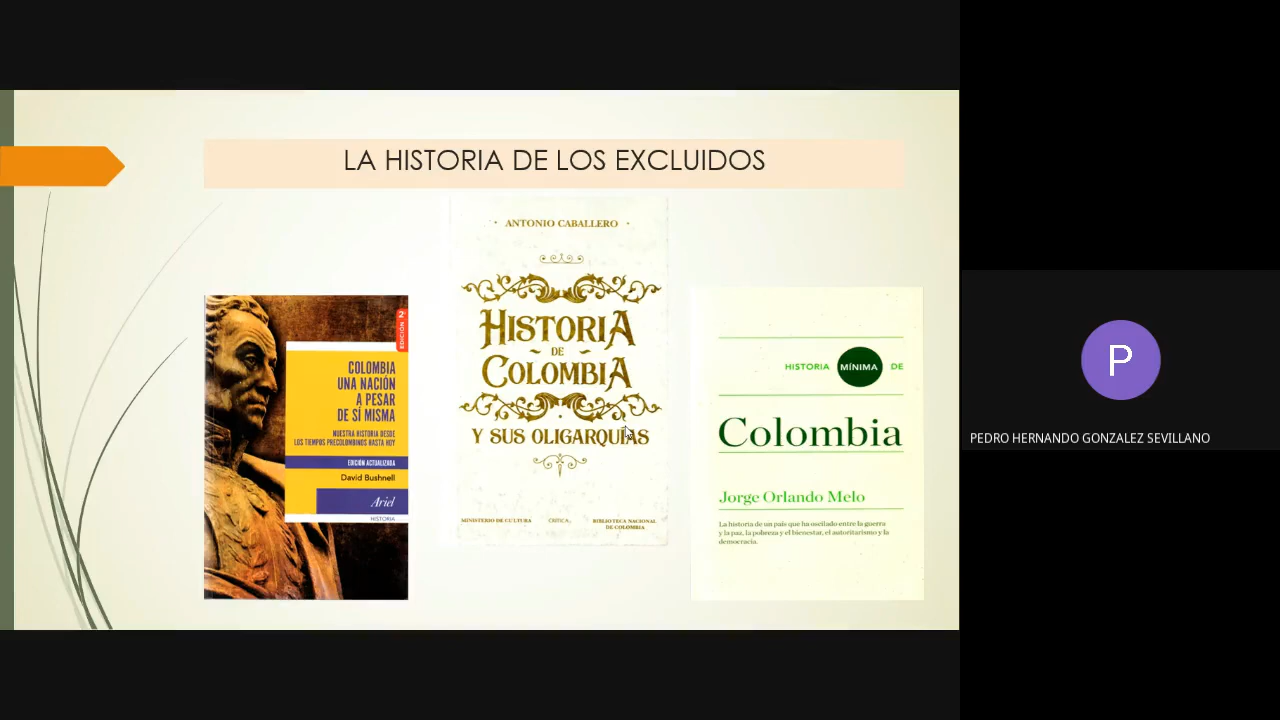 LA HISTORIA DE LOS EXCLUIDOS
2ª
EDICIÓN
COLOMBIA
UNA NACIÓN
A PESAR
DE SÍ MISMA
NUESTRA HISTORIA DESDE
LOS TIEMPOS PRECOLOMBINOS HASTA HOY
EDICIÓN ACTUALIZADA
David Bushnell
Ariel
HISTORIA
· ANTONIO CABALLERO ·
HISTORIA
DE
COLOMBIA
Y SUS OLIGARQUÍAS
MINISTERIO DE CULTURA
CRÍTICA
BIBLIOTECA NACIONAL
DE COLOMBIA
HISTORIA MÍNIMA DE
Colombia
Jorge Orlando Melo
La historia de un país que ha oscilado entre la guerra
y la paz, la pobreza y el bienestar, el autoritarismo y la
democracia.
P
PEDRO HERNANDO GONZALEZ SEVILLANO